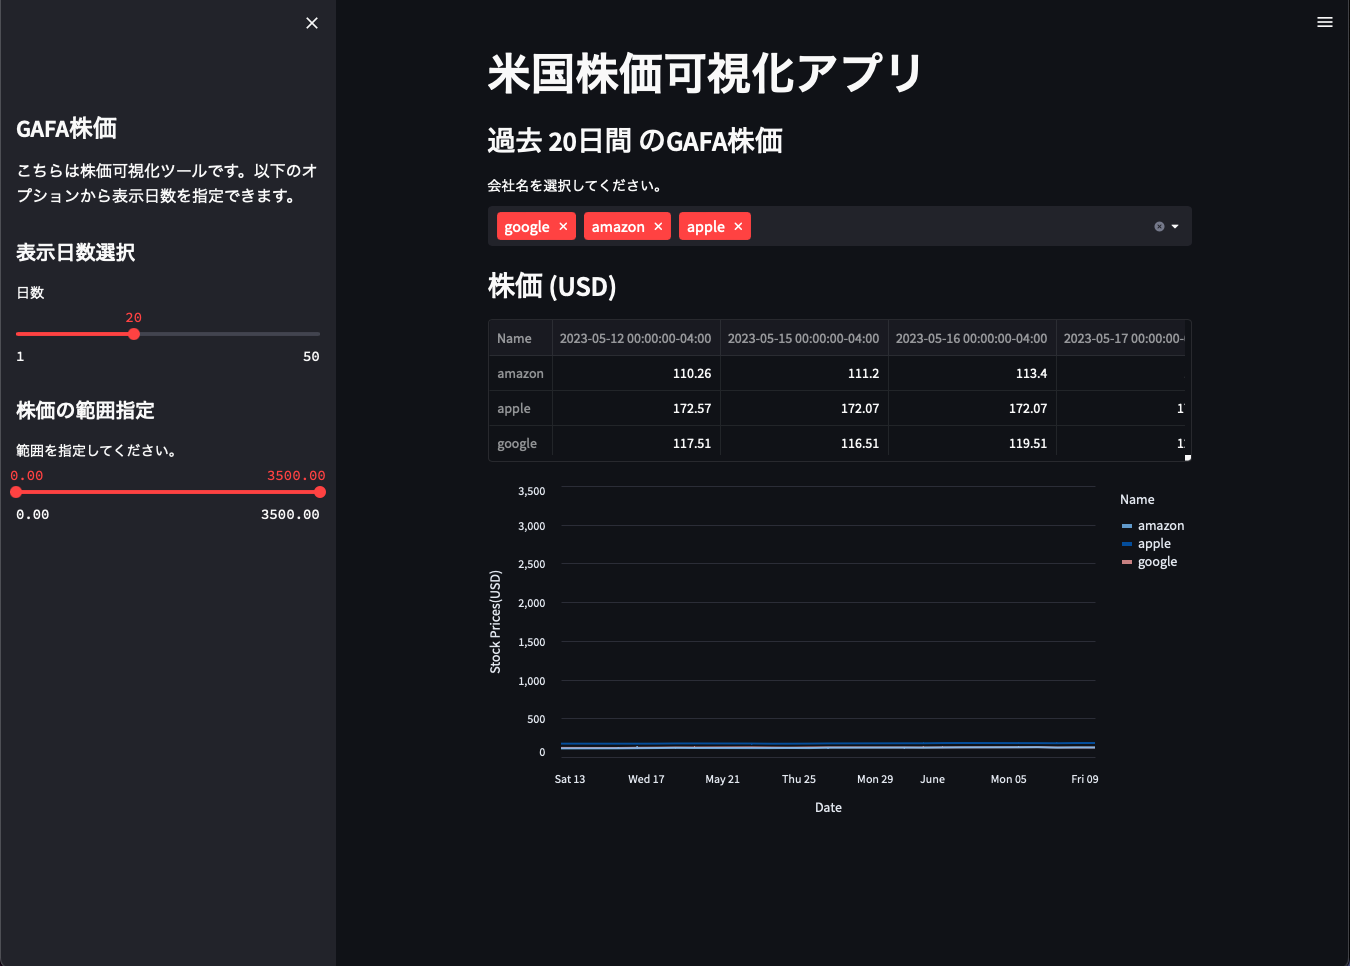 GAFA株価
こちらは株価可視化ツールです。以下のオ
プションから表示日数を指定できます。
表示日数選択
日数
20
1 50
株価の範囲指定
範囲を指定してください。
0.00 3500.00
0.00 3500.00
米国株価可視化アプリ
過去 20日間 のGAFA株価
会社名を選択してください。
google amazon apple
株価 (USD)
Name 2023-05-12 00:00:00-04:00 2023-05-15 00:00:00-04:00 2023-05-16 00:00:00-04:00 2023-05-17 00:00:00-
amazon 110.26 111.2 113.4
apple 172.57 172.07 172.07
google 117.51 116.51 119.51
3,500
3,000
2,500
2,000
1,500
1,000
500
0
Stock Prices(USD)
Sat 13 Wed 17 May 21 Thu 25 Mon 29 June Mon 05 Fri 09
Date
Name
amazon
apple
google